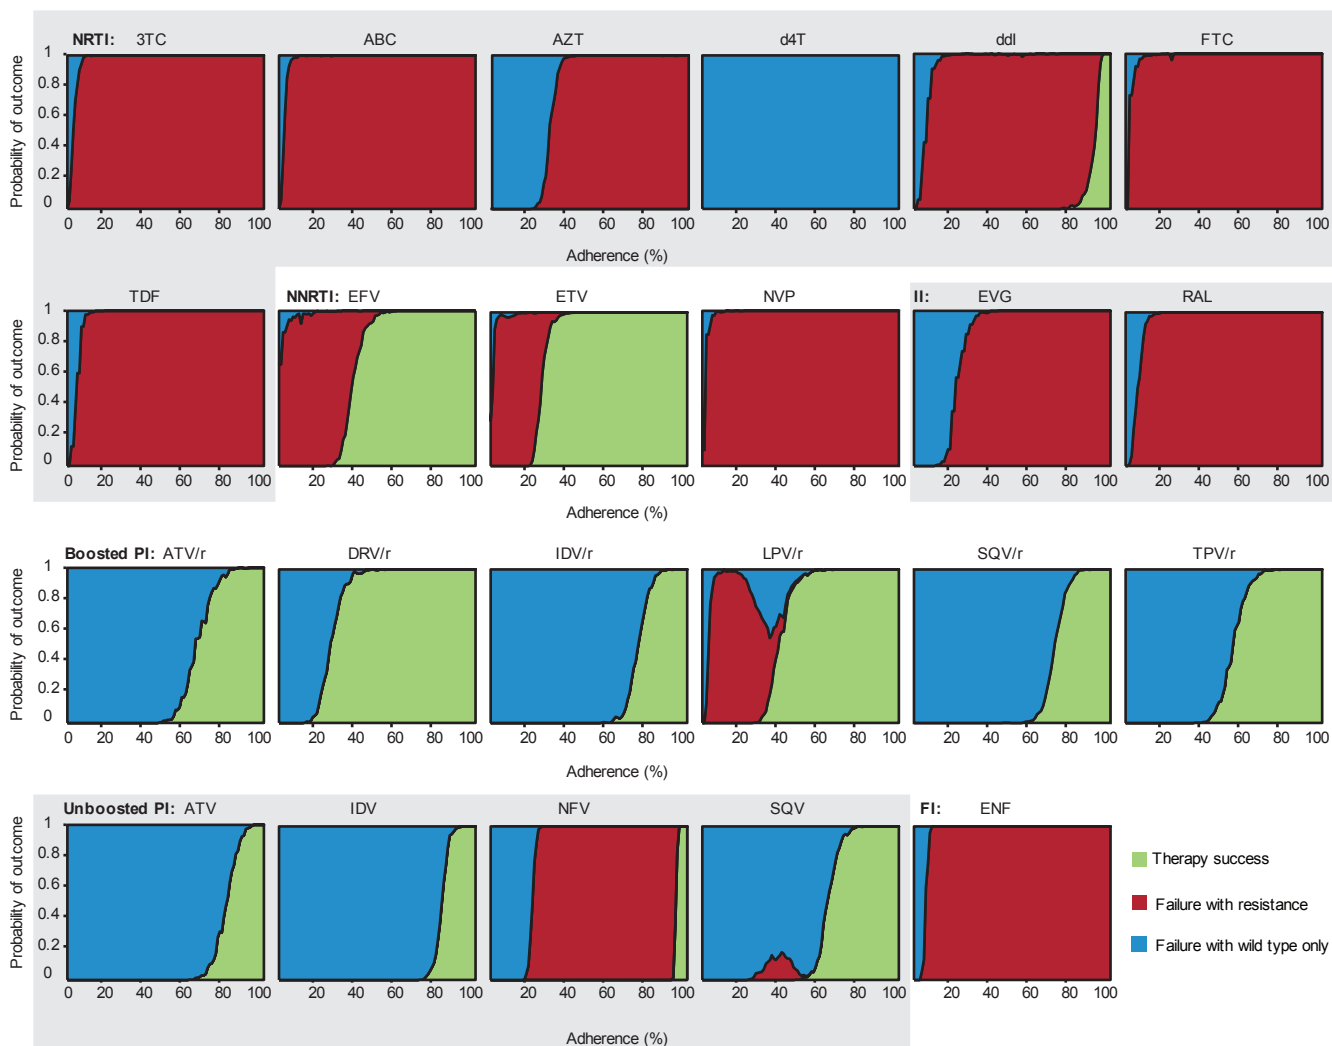 NRTI: 3TC ABC AZT d4T ddI FTC
Probability of outcome
1
0.8
0.6
0.4
0.2
0
0 20 40 60 80 100 20 40 60 80 100 20 40 60 80 100 20 40 60 80 100 20 40 60 80 100 20 40 60 80 100
Adherence (%)
TDF NNRTI: EFV ETV NVP II: EVG RAL
Probability of outcome
1
0.8
0.6
0.4
0.2
0
0 20 40 60 80 100 20 40 60 80 100 20 40 60 80 100 20 40 60 80 100 20 40 60 80 100 20 40 60 80 100
Adherence (%)
Boosted PI: ATV/r DRV/r IDV/r LPV/r SQV/r TPV/r
Probability of outcome
1
0.8
0.6
0.4
0.2
0
0 20 40 60 80 100 20 40 60 80 100 20 40 60 80 100 20 40 60 80 100 20 40 60 80 100 20 40 60 80 100
Adherence (%)
Unboosted PI: ATV IDV NFV SQV FI: ENF
Probability of outcome
1
0.8
0.6
0.4
0.2
0
0 20 40 60 80 100 20 40 60 80 100 20 40 60 80 100 20 40 60 80 100 20 40 60 80 100
Adherence (%)
Therapy success
Failure with resistance
Failure with wild type only